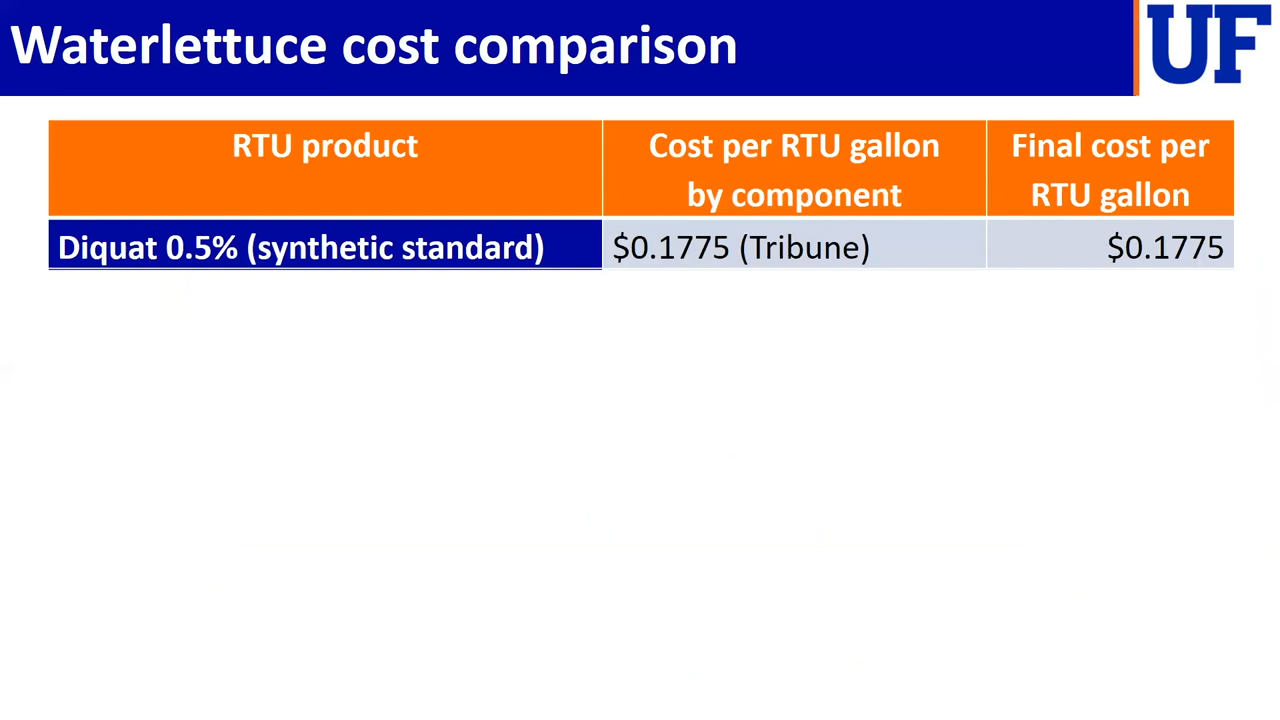 Waterlettuce cost comparison
UF
RTU product
Cost per RTU gallon
by component
Final cost per
RTU gallon
Diquat 0.5% (synthetic standard)
$0.1775 (Tribune)
$0.1775